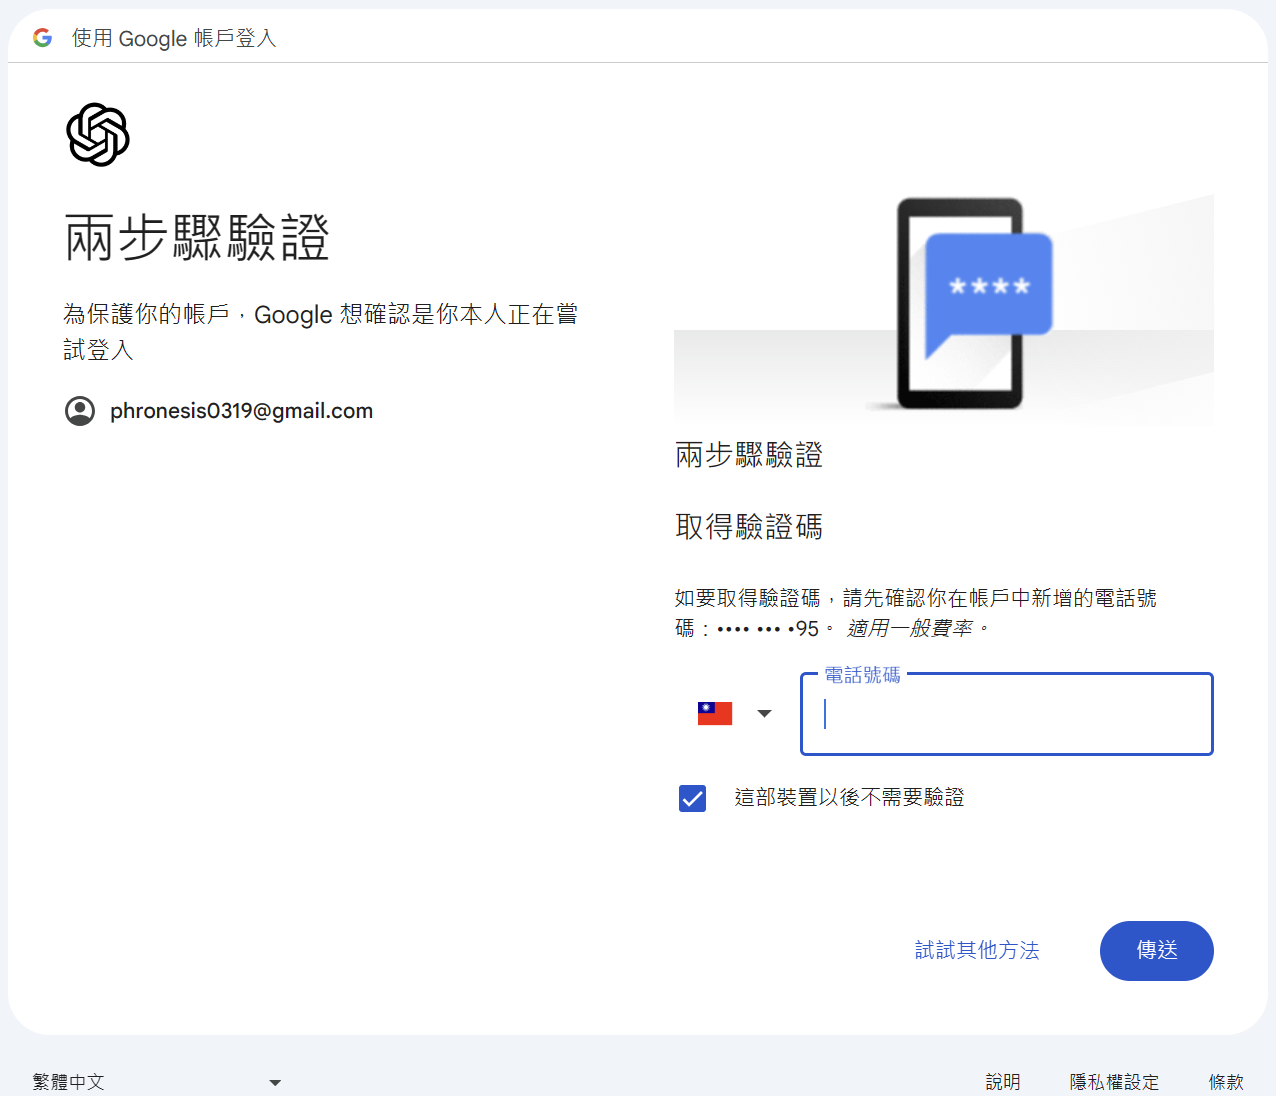 使用 Google 帳戶登入
兩步驟驗證
為保護你的帳戶，Google 想確認是你本人正在嘗
試登入
phronesis0319@gmail.com
****
兩步驟驗證
取得驗證碼
如要取得驗證碼，請先確認你在帳戶中新增的電話號
碼：•••• ••• •95。 適用一般費率。
電話號碼
這部裝置以後不需要驗證
試試其他方法
傳送
繁體中文
說明
隱私權設定
條款